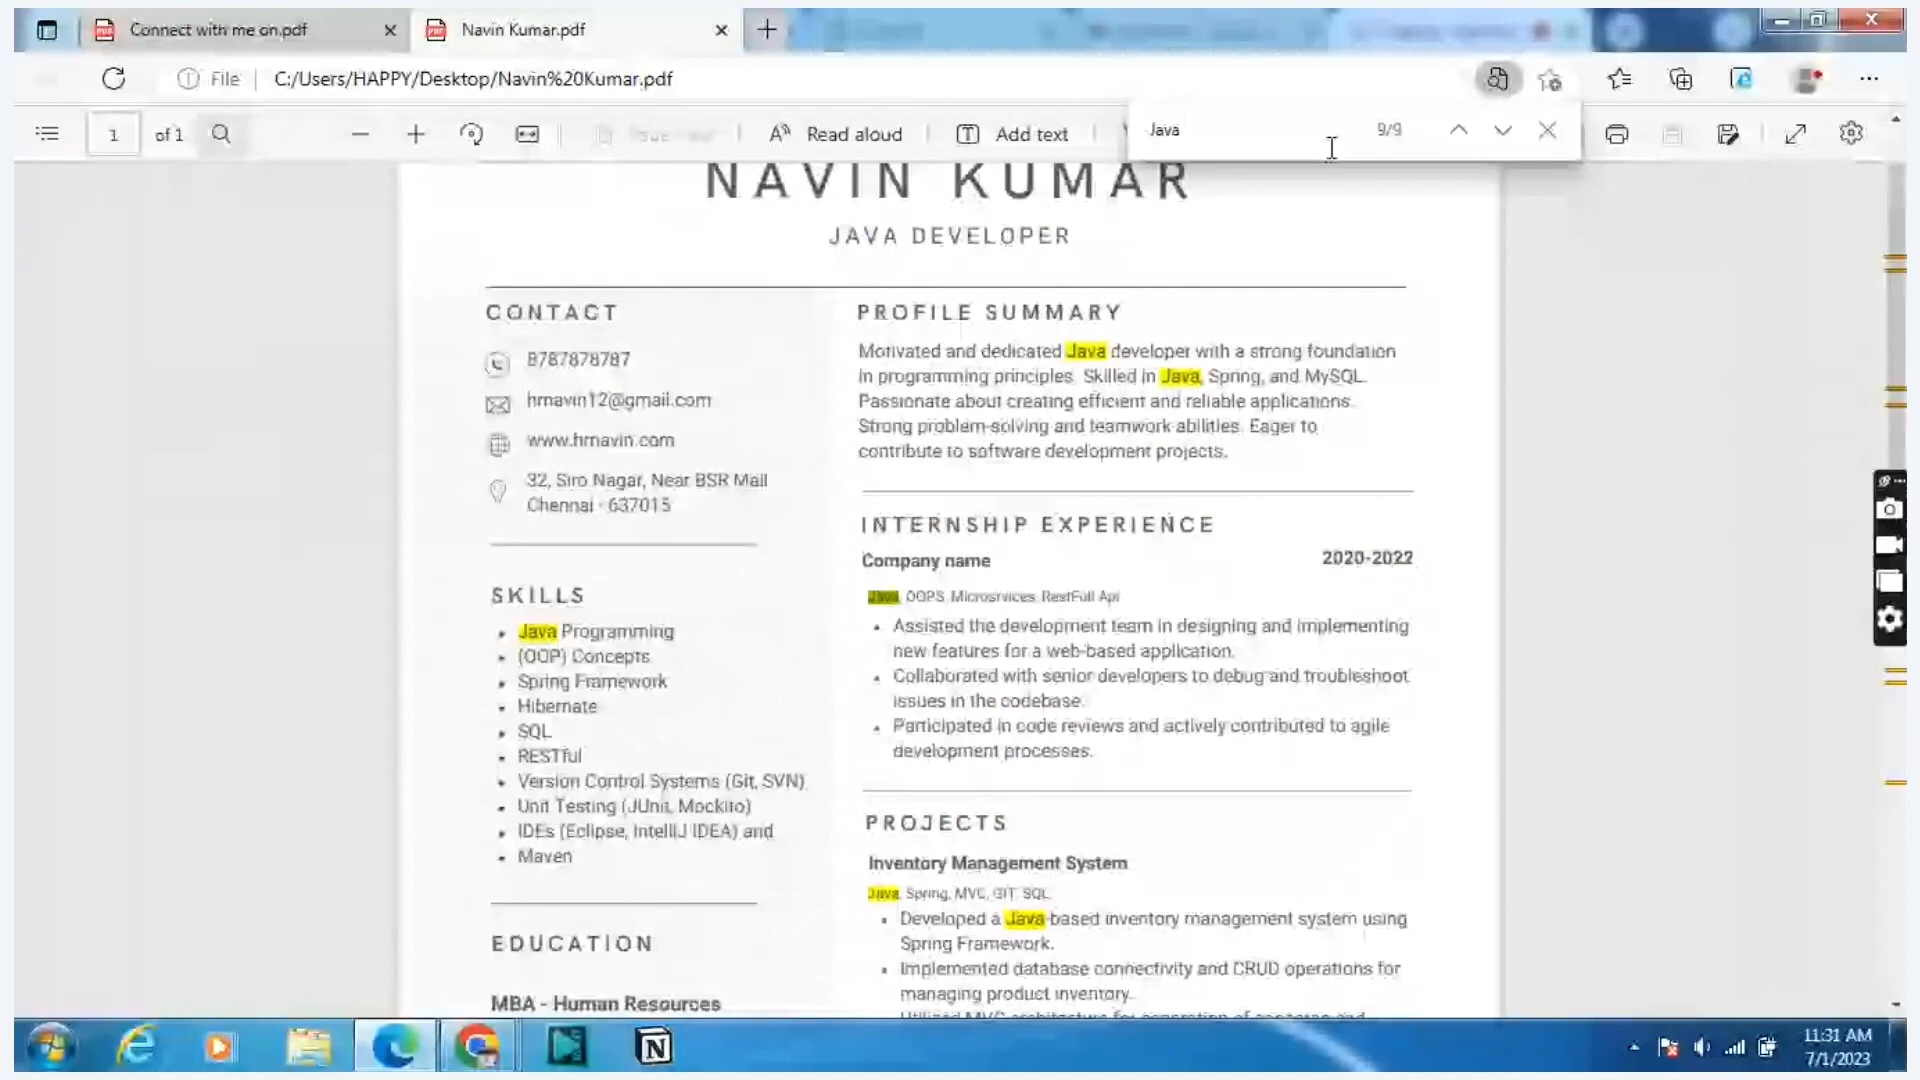 Connect with me on.pdf
Navin Kumar.pdf
File
C:/Users/HAPPY/Desktop/Navin%20Kumar.pdf
1
of 1
Read aloud
Add text
Java
9/9
NAVIN KUMAR
JAVA DEVELOPER
CONTACT
8787878787
hrnavin12@gmail.com
www.hrnavin.com
32, Siro Nagar, Near BSR Mall
Chennai - 637015
SKILLS
Java Programming
(OOP) Concepts
Spring Framework
Hibernate
SQL
RESTful
Version Control Systems (Git, SVN)
Unit Testing (JUnit, Mockito)
IDEs (Eclipse, IntelliJ IDEA) and
Maven
EDUCATION
MBA - Human Resources
PROFILE SUMMARY
Motivated and dedicated Java developer with a strong foundation
in programming principles. Skilled in Java, Spring, and MySQL.
Passionate about creating efficient and reliable applications.
Strong problem-solving and teamwork abilities. Eager to
contribute to software development projects.
INTERNSHIP EXPERIENCE
Company name
2020-2022
Java, OOPS, Microsrvices, RestFull Api
Assisted the development team in designing and implementing
new features for a web-based application.
Collaborated with senior developers to debug and troubleshoot
issues in the codebase.
Participated in code reviews and actively contributed to agile
development processes.
PROJECTS
Inventory Management System
Java, Spring, MVC, GIT, SQL
Developed a Java-based inventory management system using
Spring Framework.
Implemented database connectivity and CRUD operations for
managing product inventory.
11:31 AM
7/1/2023